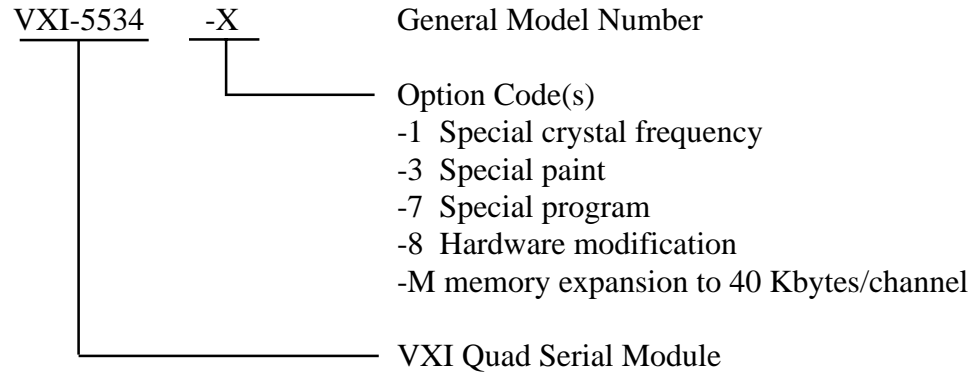 VXI-5534 -X General Model Number
Option Code(s)
-1 Special crystal frequency
-3 Special paint
-7 Special program
-8 Hardware modification
-M memory expansion to 40 Kbytes/channel
VXI Quad Serial Module